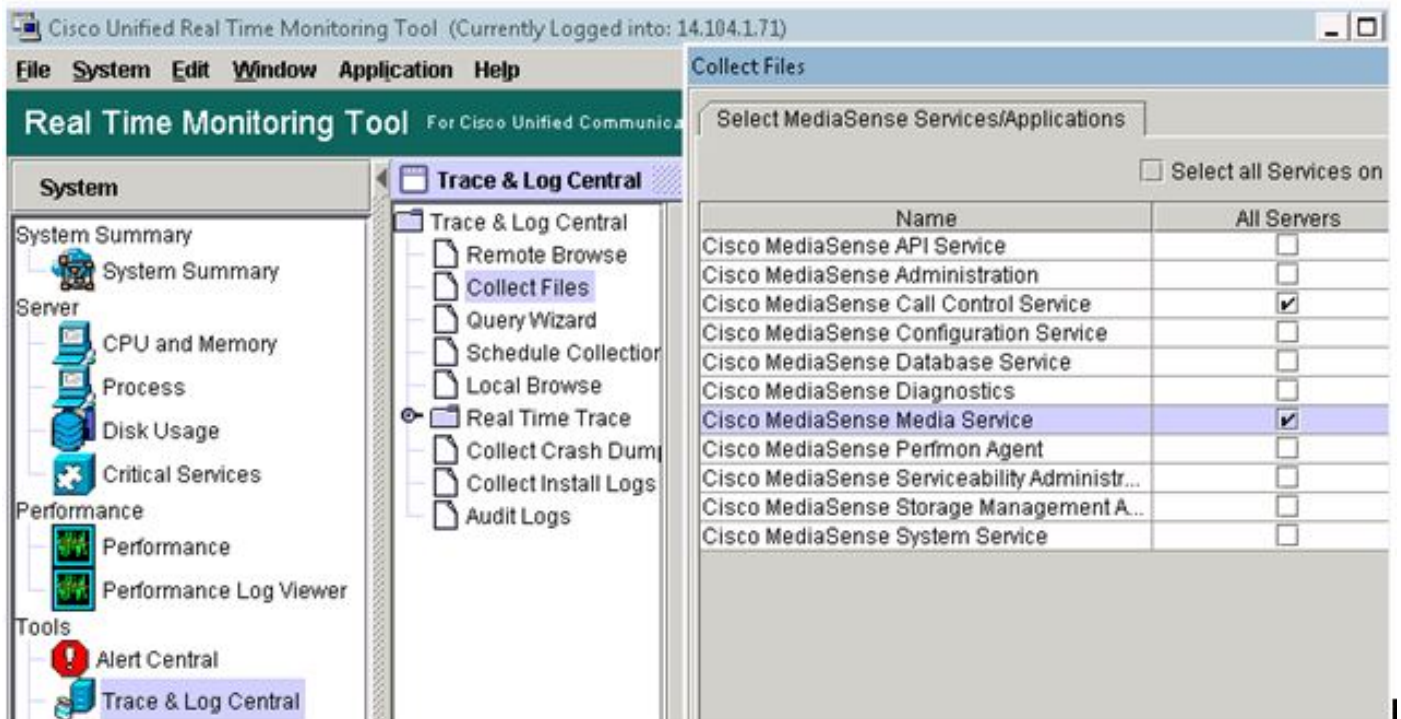 Cisco Unified Real Time Monitoring Tool (Currently Logged into: 14.104.1.71)
File System Edit Window Application Help
Real Time Monitoring Tool For Cisco Unified Communica
System
System Summary
System Summary
Server
CPU and Memory
Process
Disk Usage
Critical Services
Performance
Performance
Performance Log Viewer
Tools
Alert Central
Trace & Log Central
Trace & Log Central
Trace & Log Central
Remote Browse
Collect Files
Query Wizard
Schedule Collection
Local Browse
Real Time Trace
Collect Crash Dum
Collect Install Logs
Audit Logs
Collect Files
Select MediaSense Services/Applications
Select all Services on
Name All Servers
Cisco MediaSense API Service
Cisco MediaSense Administration
Cisco MediaSense Call Control Service
Cisco MediaSense Configuration Service
Cisco MediaSense Database Service
Cisco MediaSense Diagnostics
Cisco MediaSense Media Service
Cisco MediaSense Perfmon Agent
Cisco MediaSense Serviceability Administr...
Cisco MediaSense Storage Management A...
Cisco MediaSense System Service